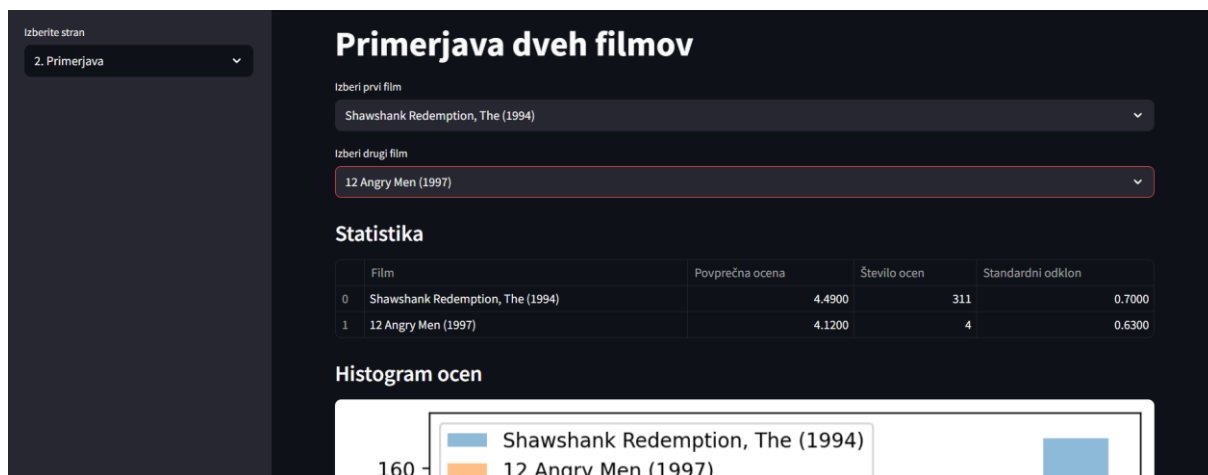 Izberite stran
2. Primerjava
Primerjava dveh filmov
Izberi prvi film
Shawshank Redemption, The (1994)
Izberi drugi film
12 Angry Men (1997)
Statistika
Film Povprečna ocena Število ocen Standardni odklon
0 Shawshank Redemption, The (1994) 4.4900 311 0.7000
1 12 Angry Men (1997) 4.1200 4 0.6300
Histogram ocen
Shawshank Redemption, The (1994)
160 12 Angry Men (1997)